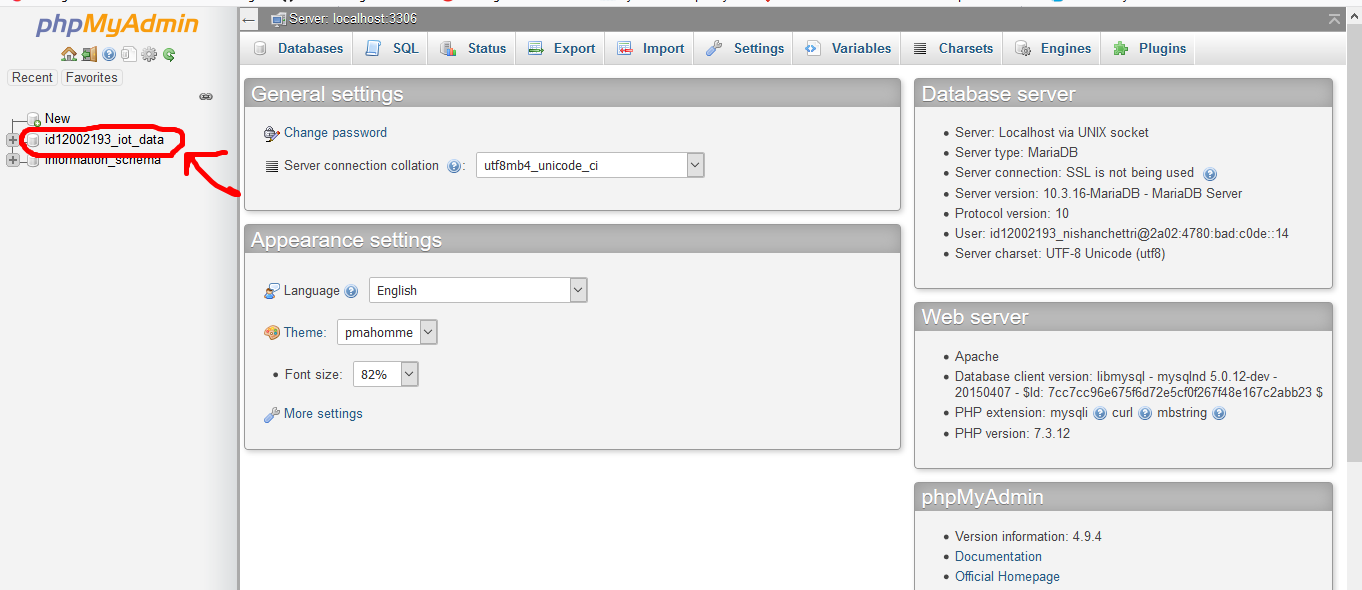 phpMyAdmin
Recent Favorites
New
id12002193_iot_data
information_schema
Server: localhost:3306
Databases SQL Status Export Import Settings Variables Charsets Engines Plugins
General settings
Change password
Server connection collation : utf8mb4_unicode_ci
Appearance settings
Language English
Theme: pmahomme
Font size: 82%
More settings
Database server
Server: Localhost via UNIX socket
Server type: MariaDB
Server connection: SSL is not being used
Server version: 10.3.16-MariaDB - MariaDB Server
Protocol version: 10
User: id12002193_nishanchettri@2a02:4780:bad:c0de::14
Server charset: UTF-8 Unicode (utf8)
Web server
Apache
Database client version: libmysql - mysqlnd 5.0.12-dev -
20150407 - $Id: 7cc7cc96e675f6d72e5cf0f267f48e167c2abb23 $
PHP extension: mysqli curl mbstring
PHP version: 7.3.12
phpMyAdmin
Version information: 4.9.4
Documentation
Official Homepage